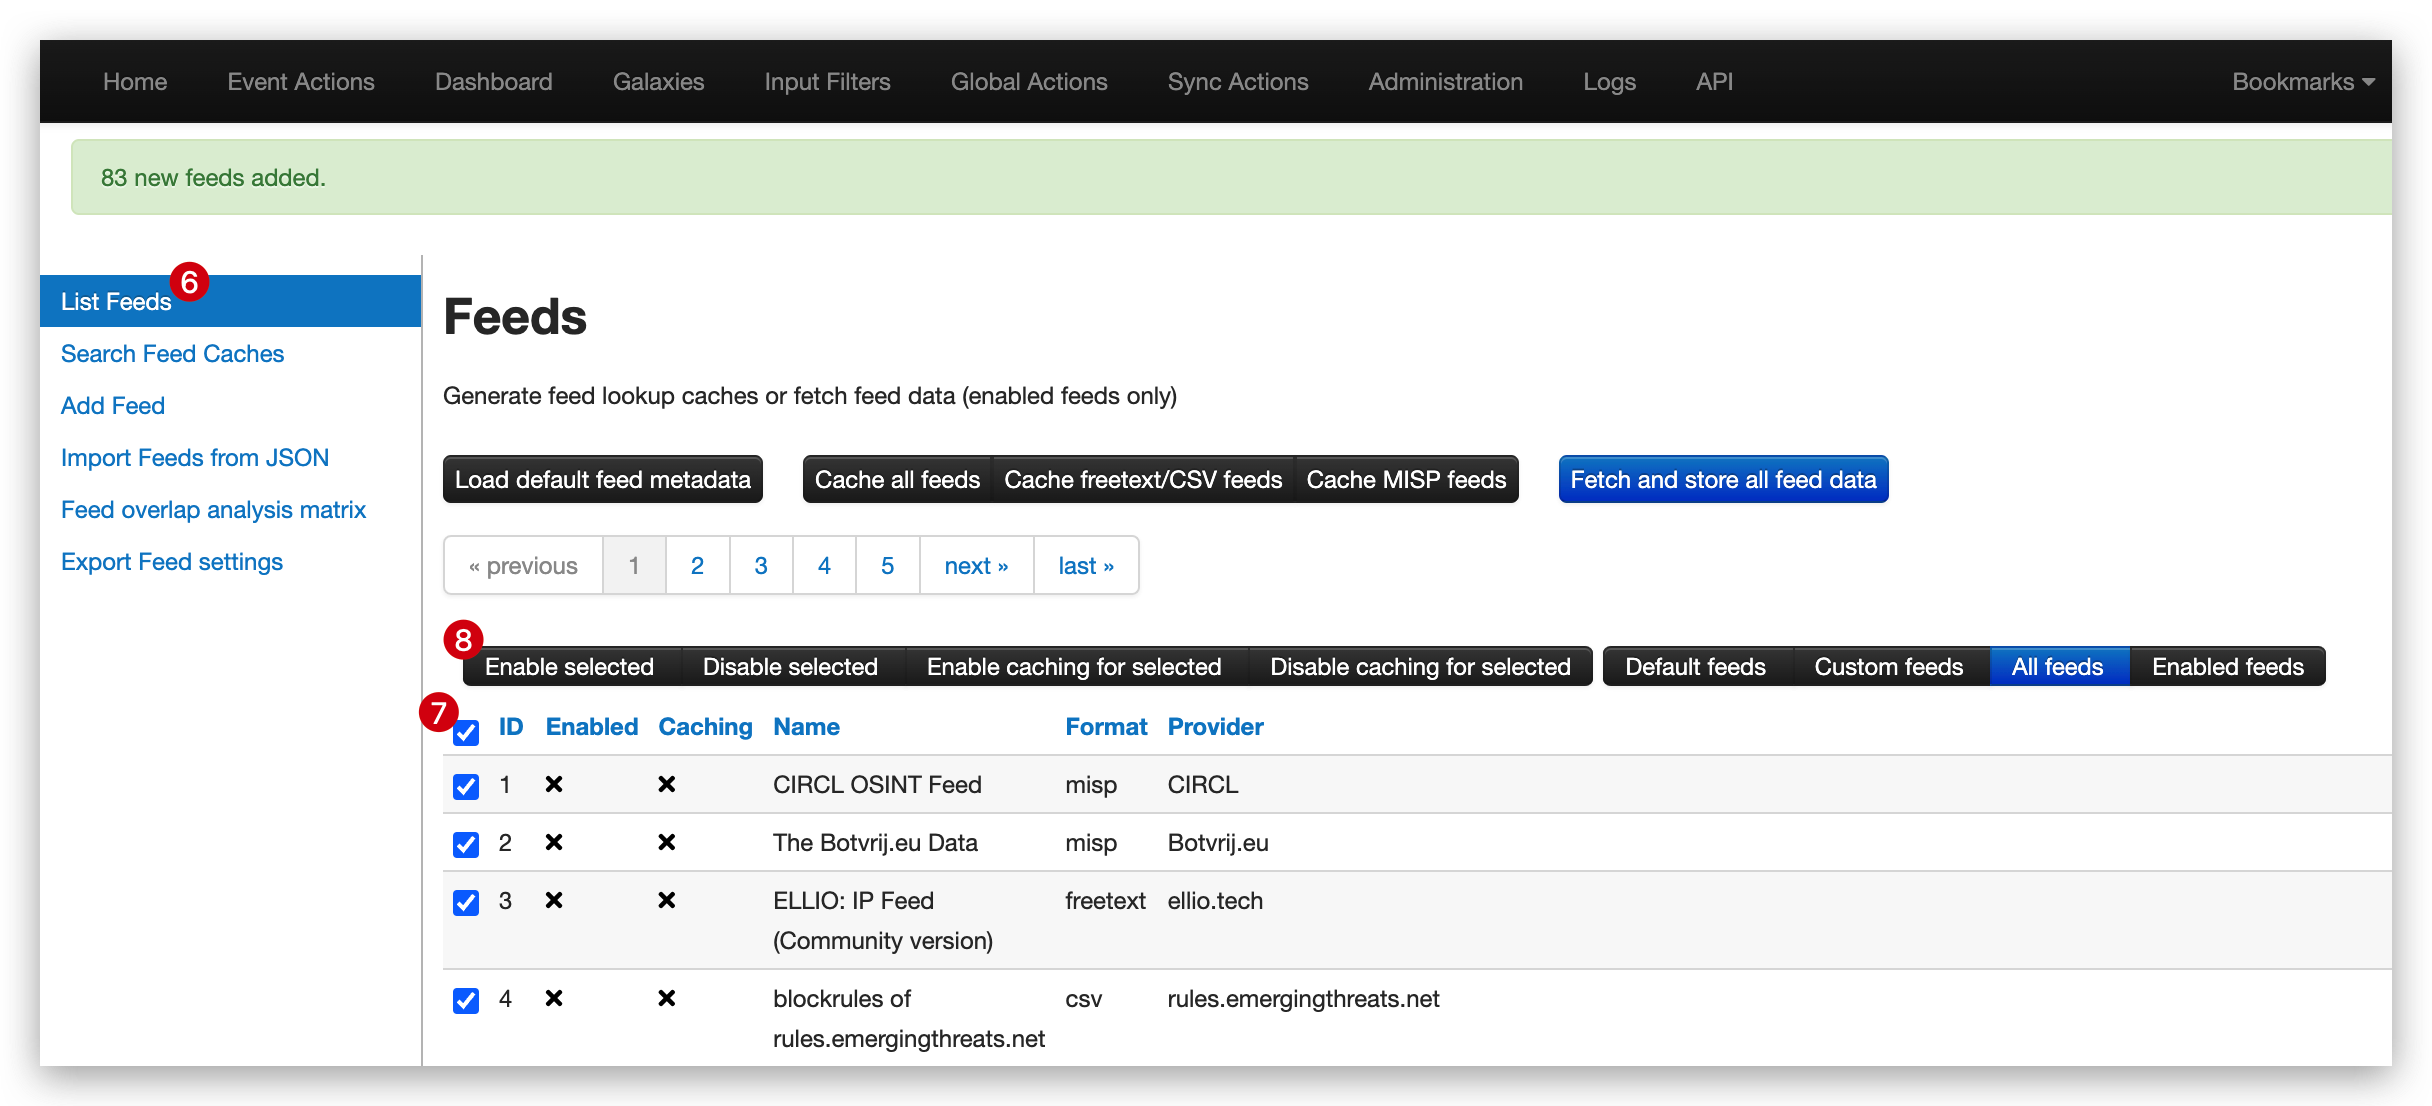 Home Event Actions Dashboard Galaxies Input Filters Global Actions Sync Actions Administration Logs API Bookmarks
83 new feeds added.
6
List Feeds
Search Feed Caches
Add Feed
Import Feeds from JSON
Feed overlap analysis matrix
Export Feed settings
Feeds
Generate feed lookup caches or fetch feed data (enabled feeds only)
Load default feed metadata Cache all feeds Cache freetext/CSV feeds Cache MISP feeds Fetch and store all feed data
« previous 1 2 3 4 5 next » last »
8
Enable selected Disable selected Enable caching for selected Disable caching for selected Default feeds Custom feeds All feeds Enabled feeds
7
ID Enabled Caching Name Format Provider
1 CIRCL OSINT Feed misp CIRCL
2 The Botvrij.eu Data misp Botvrij.eu
3 ELLIO: IP Feed freetext ellio.tech
(Community version)
4 blockrules of csv rules.emergingthreats.net
rules.emergingthreats.net